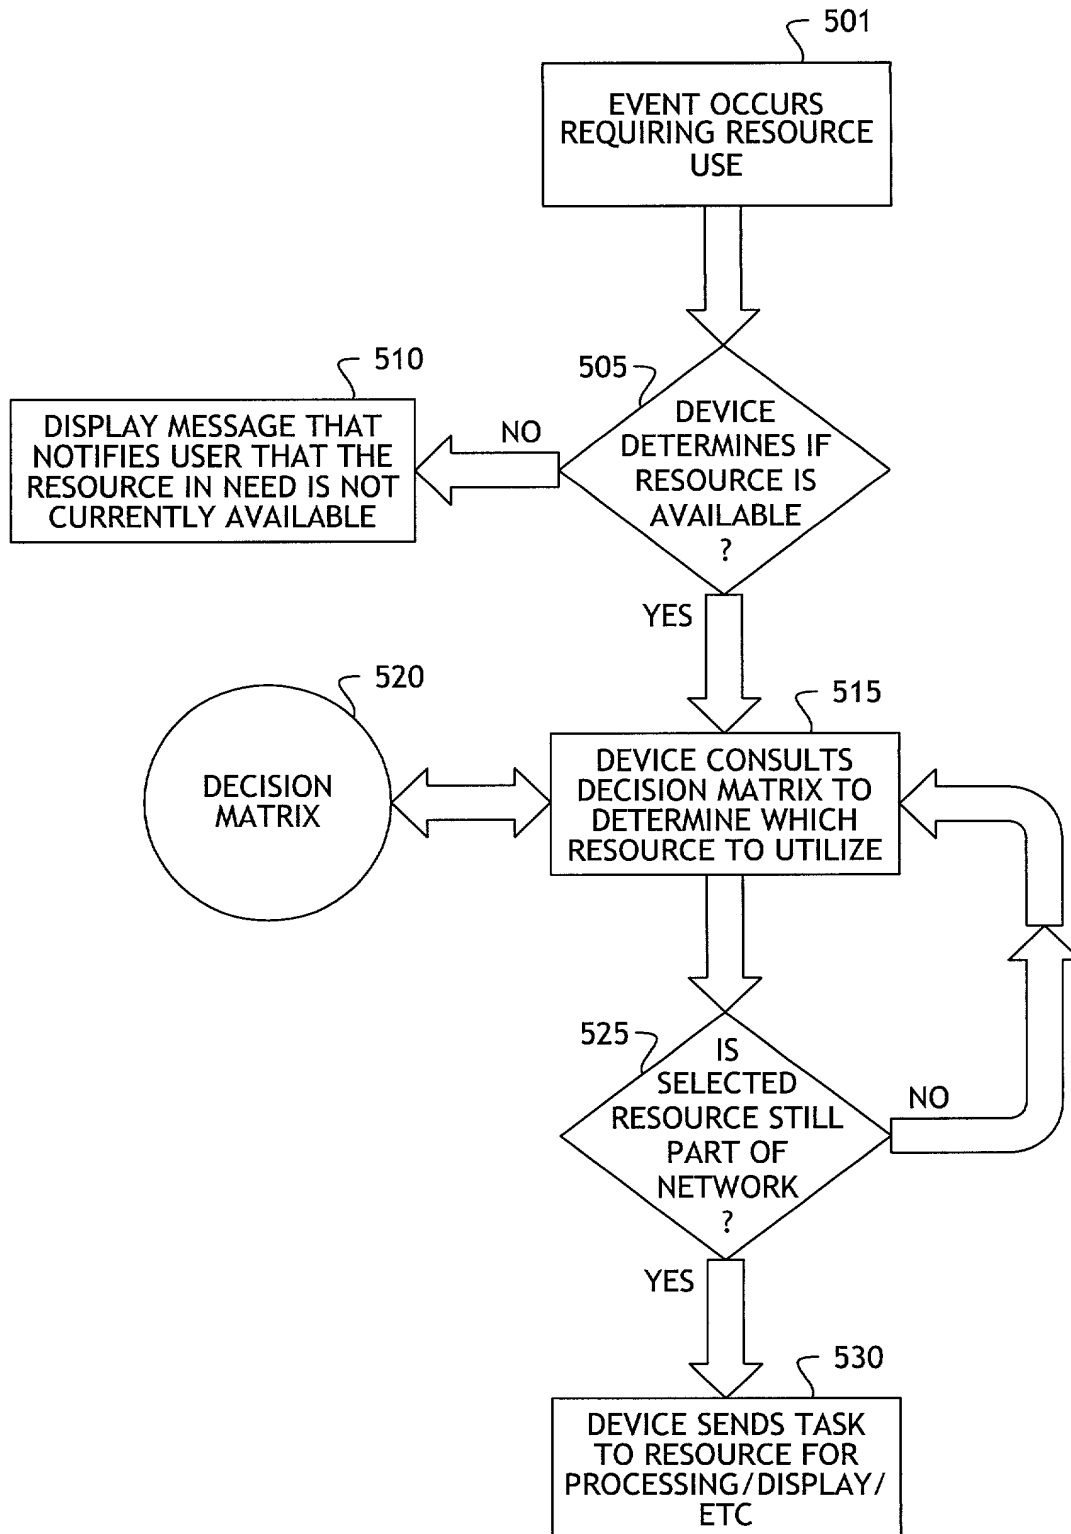 501
EVENT OCCURS
REQUIRING RESOURCE
USE
505
DEVICE
DETERMINES IF
RESOURCE IS
AVAILABLE
?
NO
510
DISPLAY MESSAGE THAT
NOTIFIES USER THAT THE
RESOURCE IN NEED IS NOT
CURRENTLY AVAILABLE
YES
515
DEVICE CONSULTS
DECISION MATRIX TO
DETERMINE WHICH
RESOURCE TO UTILIZE
520
DECISION
MATRIX
525
IS
SELECTED
RESOURCE STILL
PART OF
NETWORK
?
NO
YES
530
DEVICE SENDS TASK
TO RESOURCE FOR
PROCESSING/DISPLAY/
ETC